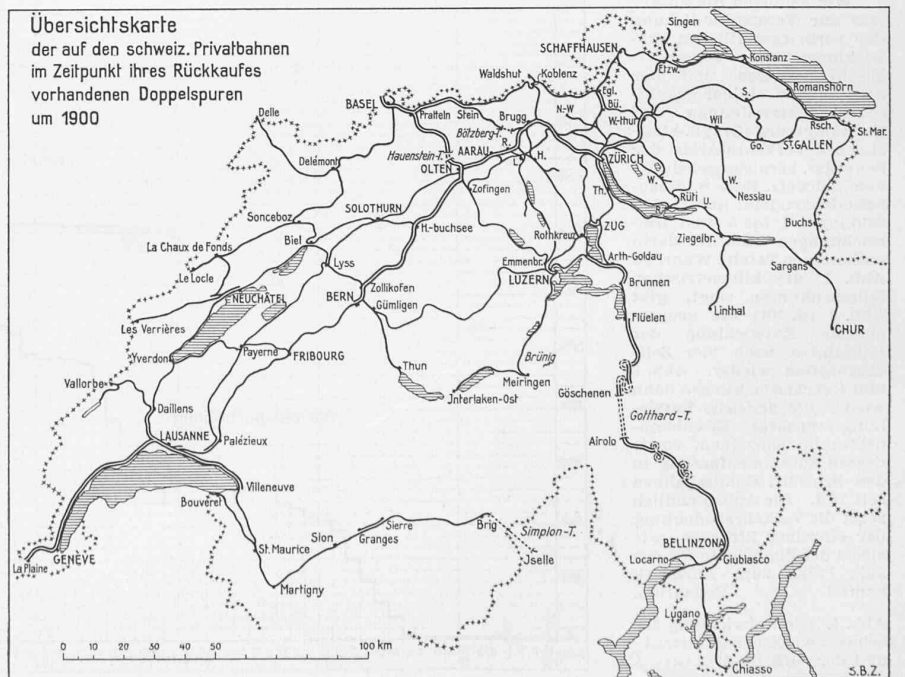 Übersichtskarte
der auf den schweiz. Privatbahnen
im Zeitpunkt ihres Rückkaufes
vorhandenen Doppelspuren
um 1900
Singen
SCHAFFHAUSEN
Konstanz
Etzw.
Waldshut
Koblenz
Romanshorn
Egl.
S.
BASEL
Pratteln
Stein
Brugg
N.-W
Bü.
Delle
W-thur
Wil
Rsch.
St.Mar.
Bötzberg-T.
R.
Go.
ST.GALLEN
Hauenstein-T.
AARAU
Delémont
OLTEN
L.
H.
ZÜRICH
Zofingen
Th.
W.
W.
Rüti
U.
Nesslau
R.
SOLOTHURN
Sonceboz
H.-buchsee
ZUG
Buchs
La Chaux de Fonds
Biel
Rothkreuz
Ziegelbr.
Lyss
Emmenbr.
Arth-Goldau
Sargans
Le Locle
LUZERN
Brunnen
NEUCHÂTEL
Zollikofen
BERN
Gümligen
Flüelen
Linthal
CHUR
Les Verrières
Yverdon
Payerne
FRIBOURG
Brünig
Thun
Vallorbe
Jnterlaken-Ost
Meiringen
Göschenen
Gotthard-T.
Daillens
LAUSANNE
Palézieux
Airolo
Villeneuve
Bouveret
Sierre
Brig
Sion
Granges
Simplon-T.
GENÈVE
La Plaine
St.Maurice
Jselle
BELLINZONA
Locarno
Giubiasco
Martigny
Lugano
0 10 20 30 40 50 100 km
Chiasso
S.B.Z.